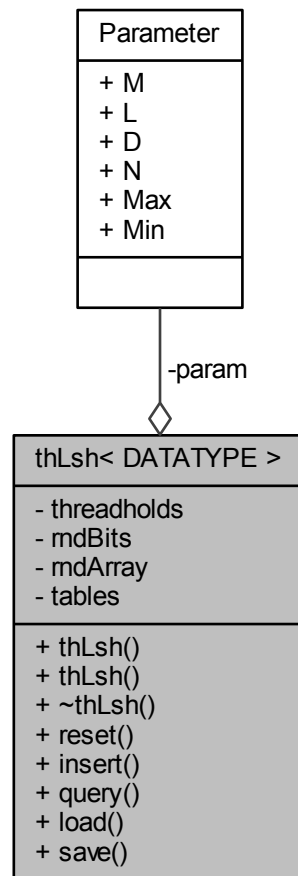 Parameter
+ M
+ L
+ D
+ N
+ Max
+ Min
-param
thLsh< DATATYPE >
- threadholds
- rndBits
- rndArray
- tables
+ thLsh()
+ thLsh()
+ ~thLsh()
+ reset()
+ insert()
+ query()
+ load()
+ save()